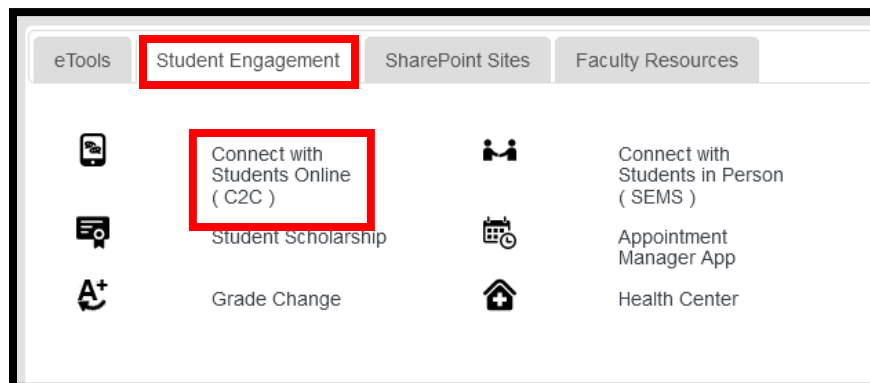 eTools Student Engagement SharePoint Sites Faculty Resources
Connect with
Students Online
( C2C )
Connect with
Students in Person
( SEMS )
Student Scholarship
Appointment
Manager App
A+
Grade Change
Health Center